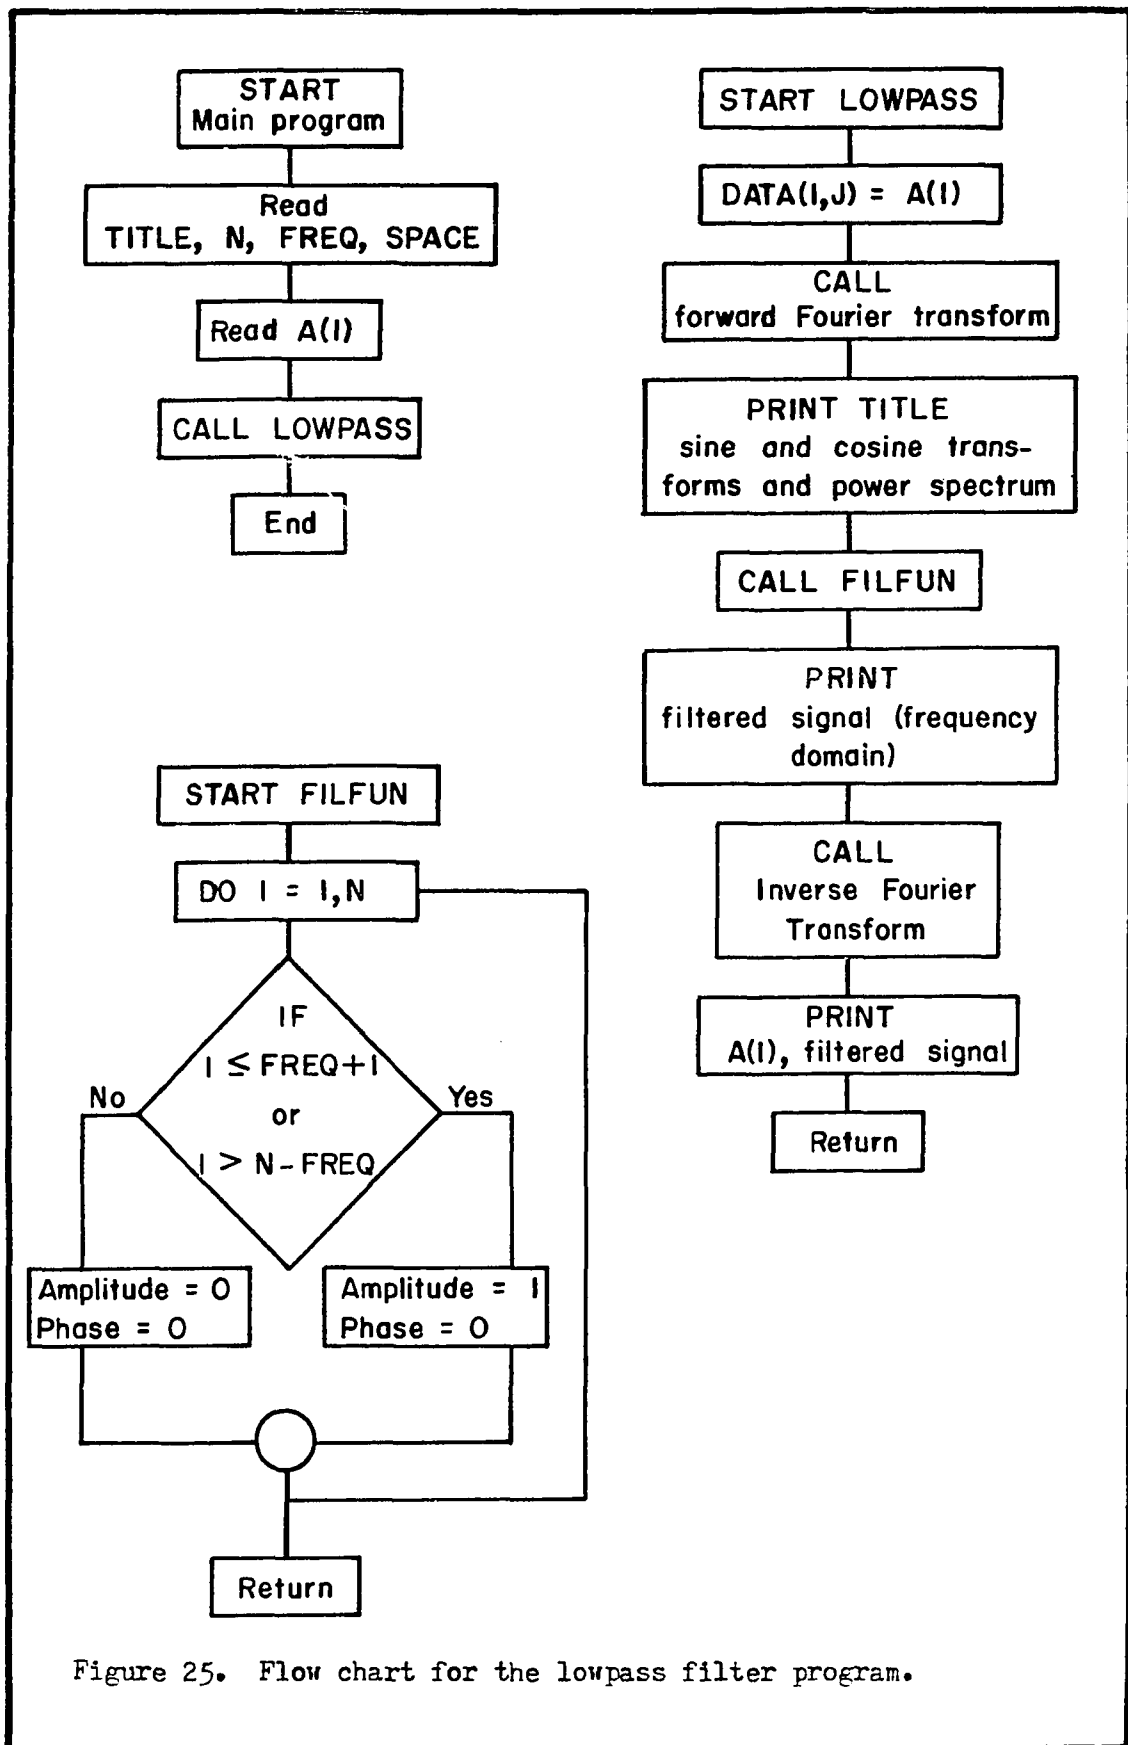 START
Main program
Read
TITLE, N, FREQ, SPACE
Read A(I)
CALL LOWPASS
End
START LOWPASS
DATA(I,J) = A(I)
CALL
forward Fourier transform
PRINT TITLE
sine and cosine trans-
forms and power spectrum
CALL FILFUN
PRINT
filtered signal (frequency
domain)
CALL
Inverse Fourier
Transform
PRINT
A(I), filtered signal
Return
START FILFUN
DO I = 1,N
IF
I ≤ FREQ+1
or
I > N-FREQ
No
Yes
Amplitude = 0
Phase = 0
Amplitude = 1
Phase = 0
Return
Figure 25. Flow chart for the lowpass filter program.